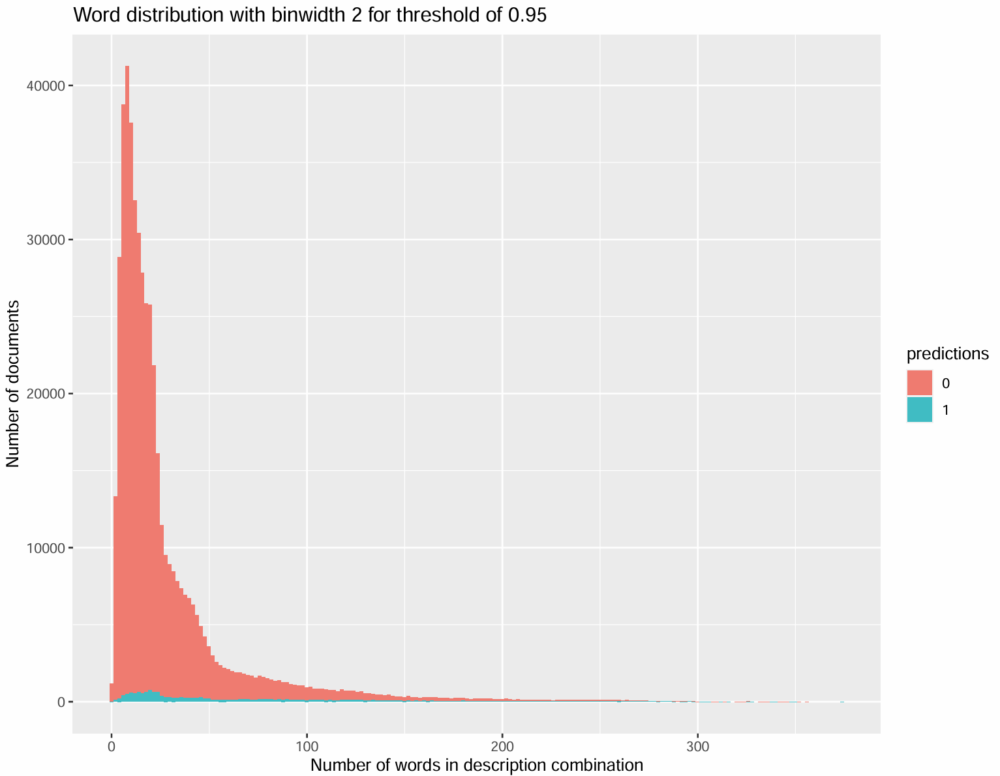 Word distribution with binwidth 2 for threshold of 0.95
Number of documents
40000
30000
20000
10000
0
0 100 200 300
Number of words in description combination
predictions
0
1